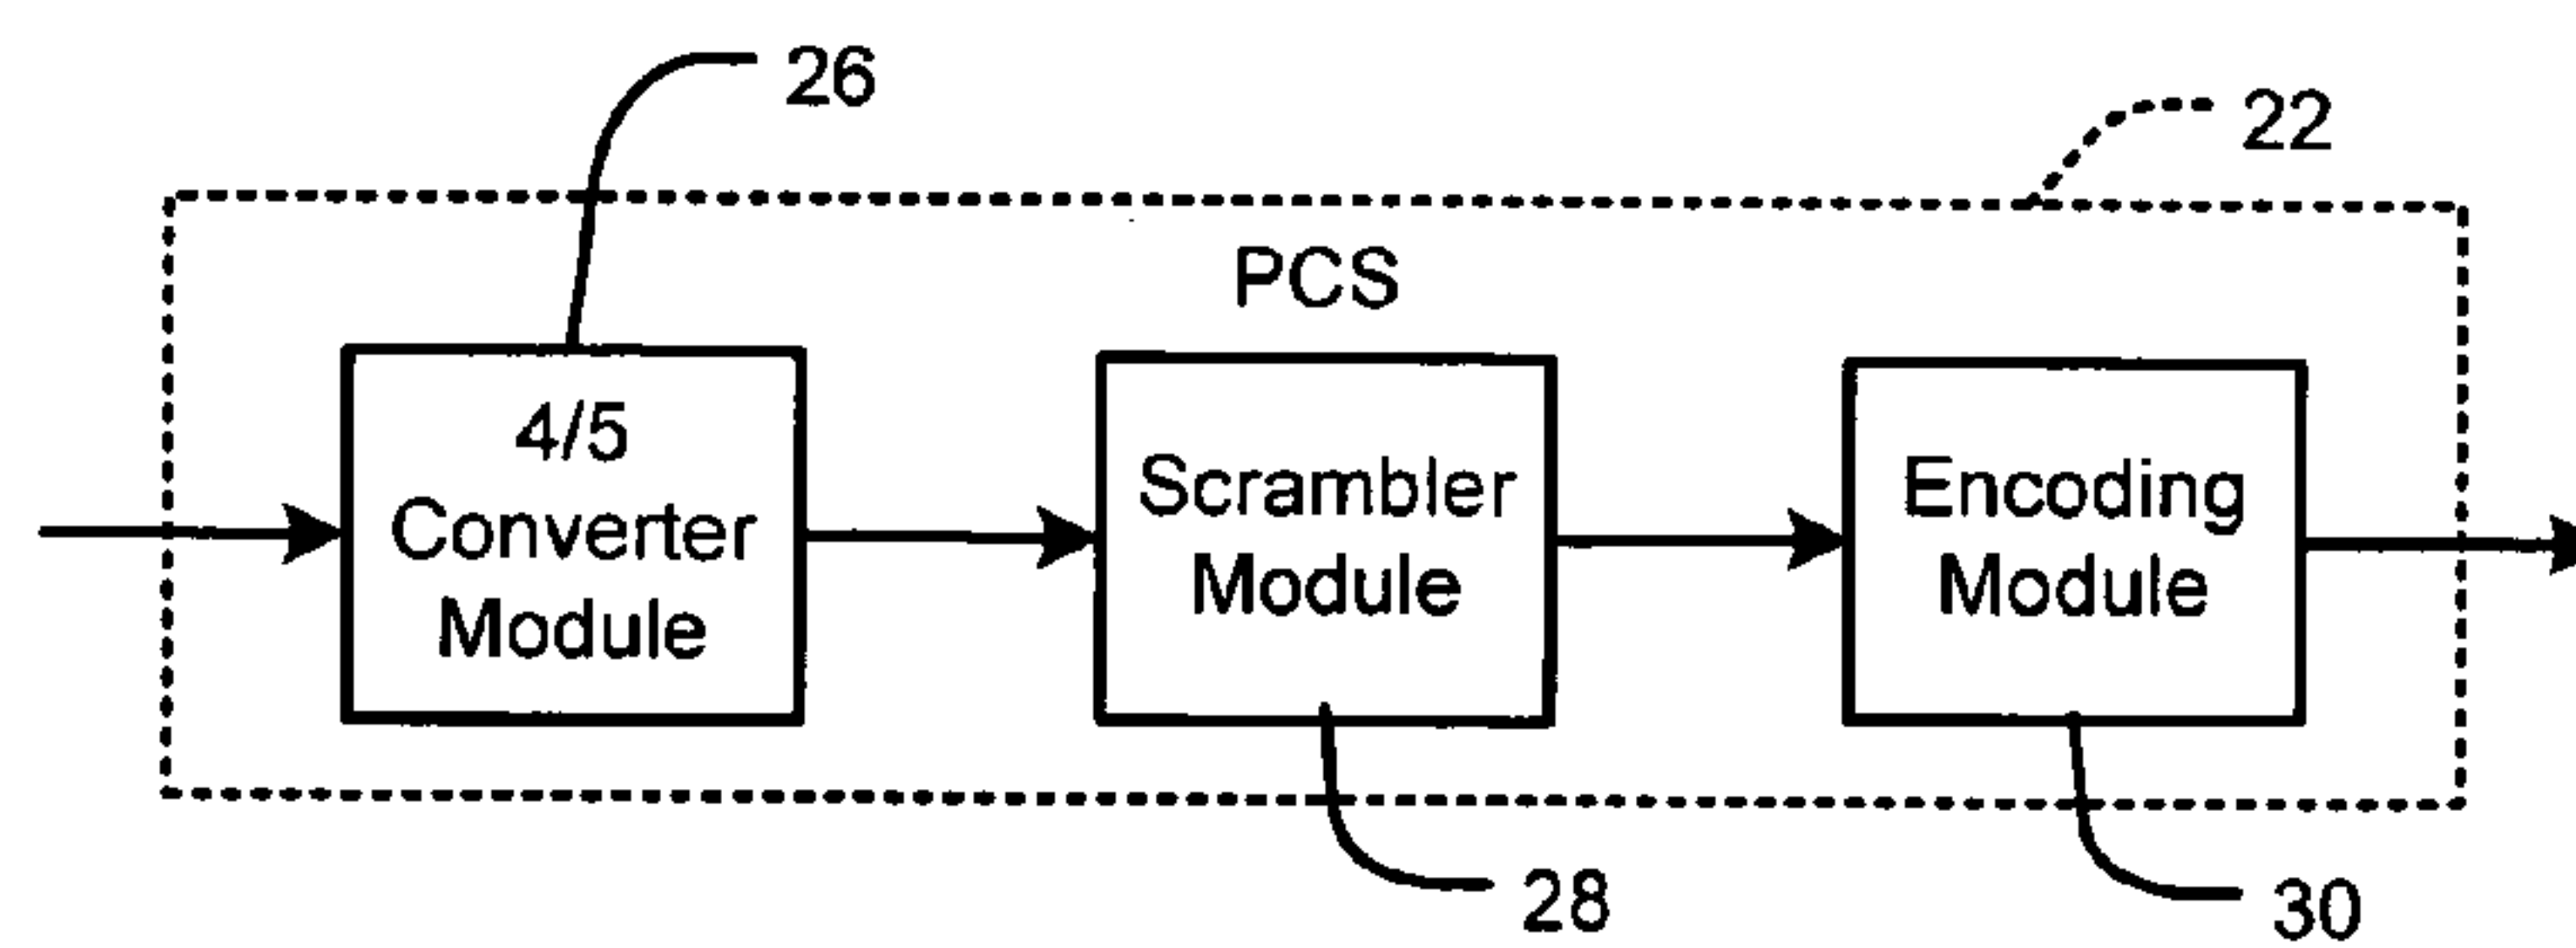 26
22
PCS
4/5
Converter
Module
Scrambler
Module
Encoding
Module
28
30